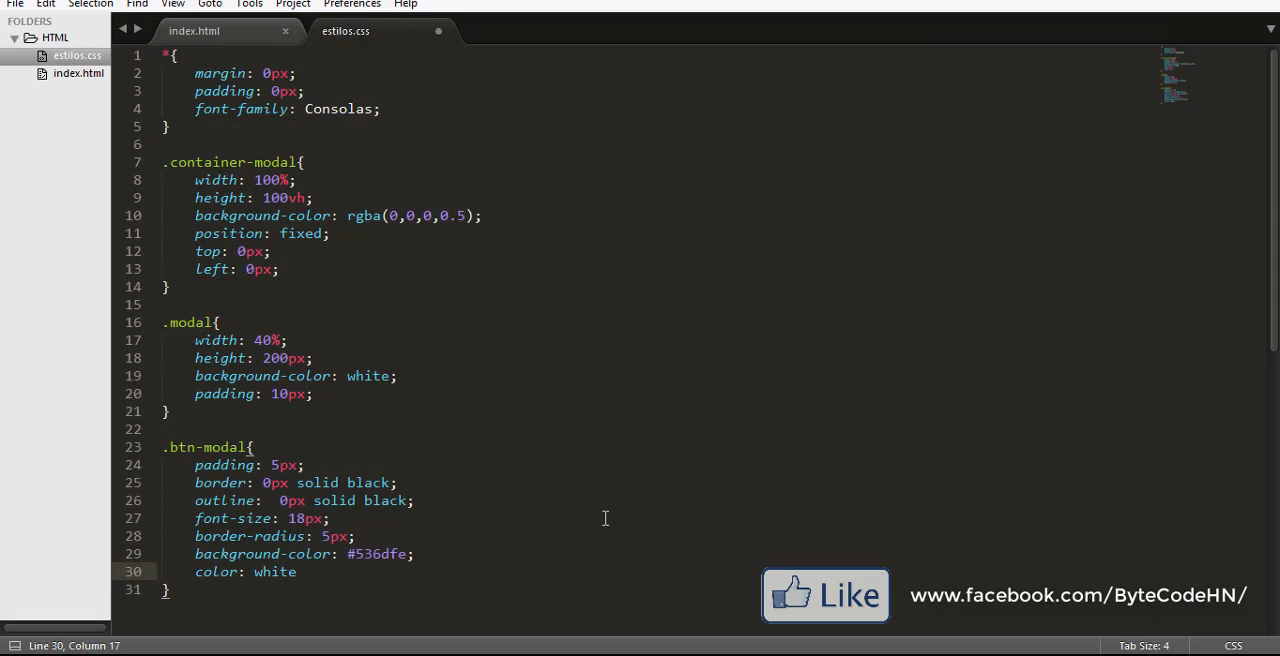 File Edit Selection Find View Goto Tools Project Preferences Help
FOLDERS
HTML
estilos.css
index.html
index.html × estilos.css
1 *{
2 margin: 0px;
3 padding: 0px;
4 font-family: Consolas;
5 }
6
7 .container-modal{
8 width: 100%;
9 height: 100vh;
10 background-color: rgba(0,0,0,0.5);
11 position: fixed;
12 top: 0px;
13 left: 0px;
14 }
15
16 .modal{
17 width: 40%;
18 height: 200px;
19 background-color: white;
20 padding: 10px;
21 }
22
23 .btn-modal{
24 padding: 5px;
25 border: 0px solid black;
26 outline:  0px solid black;
27 font-size: 18px;
28 border-radius: 5px;
29 background-color: #536dfe;
30 color: white
31 }
Like www.facebook.com/ByteCodeHN/
Line 30, Column 17 Tab Size: 4 CSS